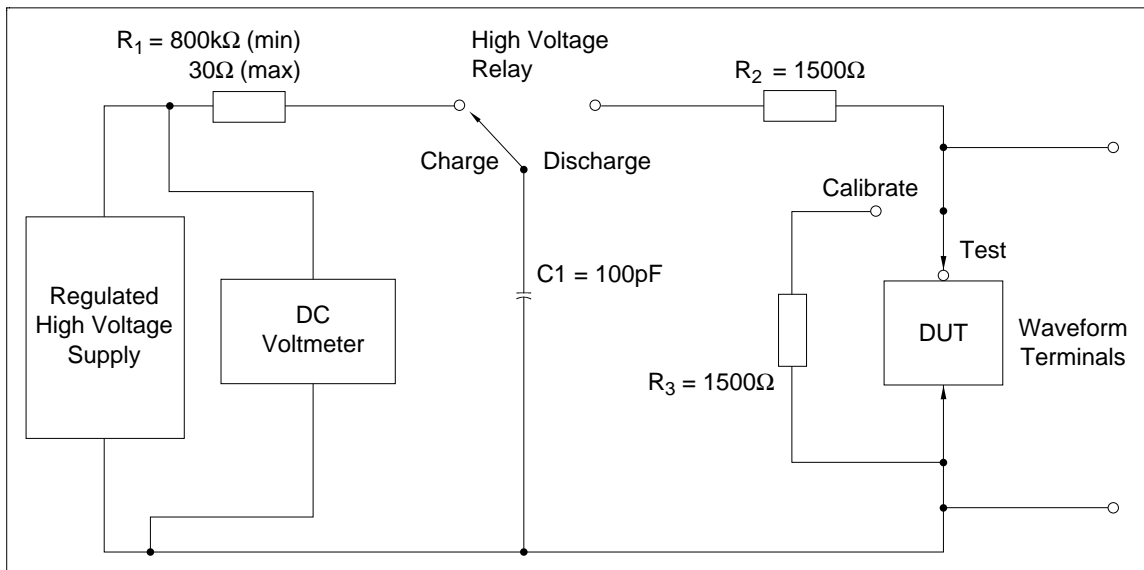 R1 = 800kΩ (min)
30Ω (max)
High Voltage
Relay
R2 = 1500Ω
Charge
Discharge
Calibrate
Test
C1 = 100pF
Regulated
High Voltage
Supply
DC
Voltmeter
DUT
Waveform
Terminals
R3 = 1500Ω